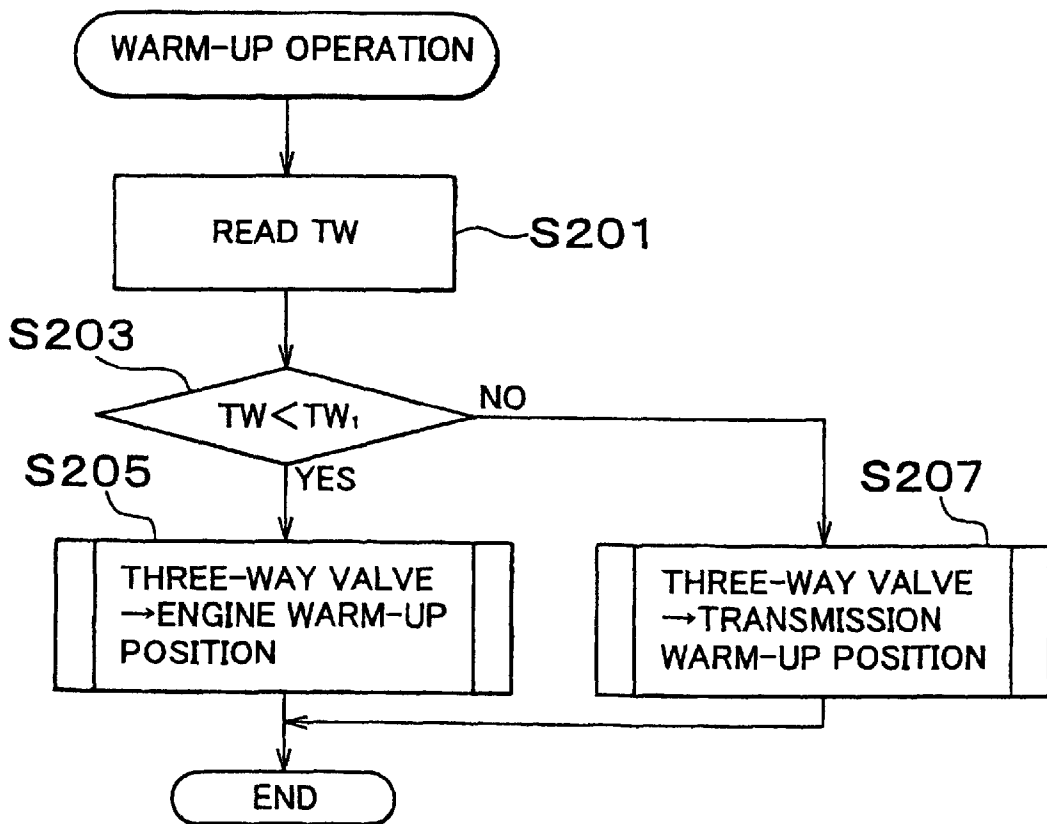 WARM-UP OPERATION
READ TW
S201
S203
TW<TW₁
NO
YES
S205
S207
THREE-WAY VALVE
→ENGINE WARM-UP
POSITION
THREE-WAY VALVE
→TRANSMISSION
WARM-UP POSITION
END